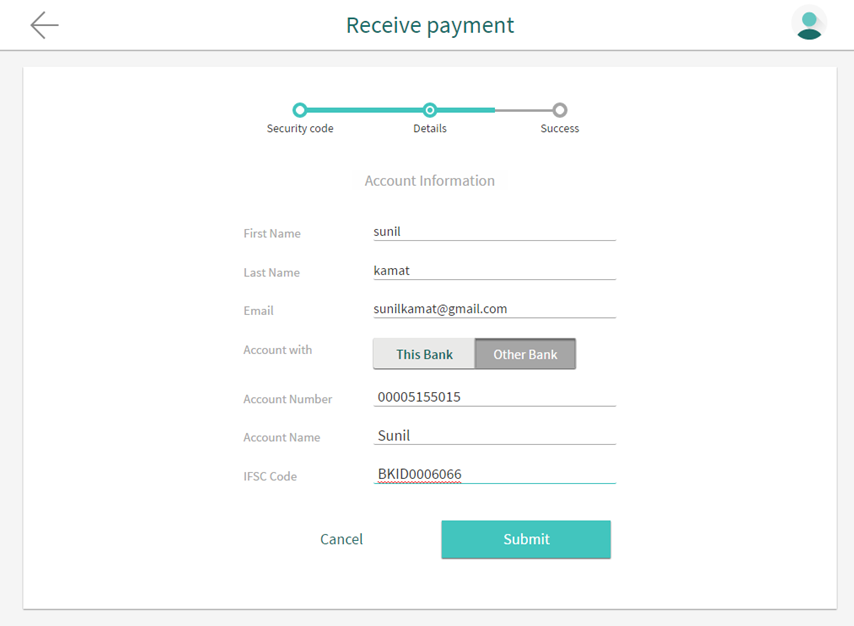 Receive payment
Security code Details Success
Account Information
First Name sunil
Last Name kamat
Email sunilkamat@gmail.com
Account with This Bank Other Bank
Account Number 00005155015
Account Name Sunil
IFSC Code BKID0006066
Cancel Submit